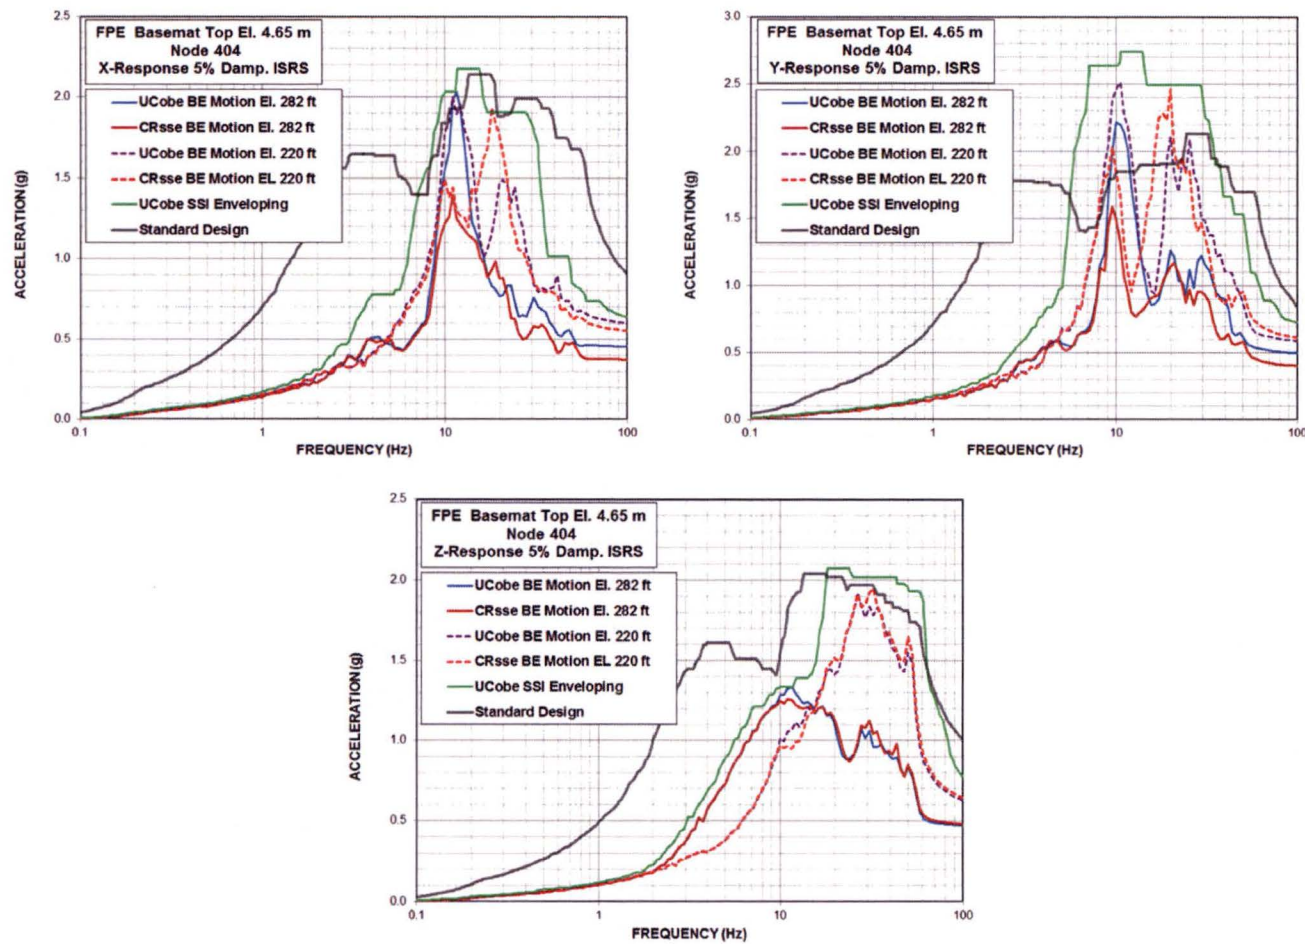 2.5
2.0
1.5
1.0
0.5
0.0
ACCELERATION(g)
FPE Basemat Top El. 4.65 m
Node 404
X-Response 5% Damp. ISRS
UCobe BE Motion El. 282 ft
CRsse BE Motion El. 282 ft
UCobe BE Motion El. 220 ft
CRsse BE Motion EL 220 ft
UCobe SSI Enveloping
Standard Design
0.1 1 10 100
FREQUENCY (Hz)
3.0
2.5
2.0
1.5
1.0
0.5
0.0
ACCELERATION(g)
FPE Basemat Top El. 4.65 m
Node 404
Y-Response 5% Damp. ISRS
UCobe BE Motion El. 282 ft
CRsse BE Motion El. 282 ft
UCobe BE Motion El. 220 ft
CRsse BE Motion EL 220 ft
UCobe SSI Enveloping
Standard Design
0.1 1 10 100
FREQUENCY (Hz)
2.5
2.0
1.5
1.0
0.5
0.0
ACCELERATION(g)
FPE Basemat Top El. 4.65 m
Node 404
Z-Response 5% Damp. ISRS
UCobe BE Motion El. 282 ft
CRsse BE Motion El. 282 ft
UCobe BE Motion El. 220 ft
CRsse BE Motion EL 220 ft
UCobe SSI Enveloping
Standard Design
0.1 1 10 100
FREQUENCY (Hz)